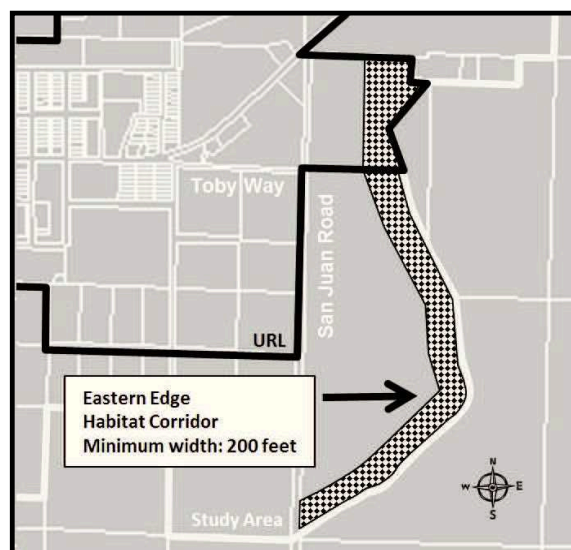 Toby Way
San Juan Road
URL
Eastern Edge
Habitat Corridor
Minimum width: 200 feet
Study Area
N
W E
S